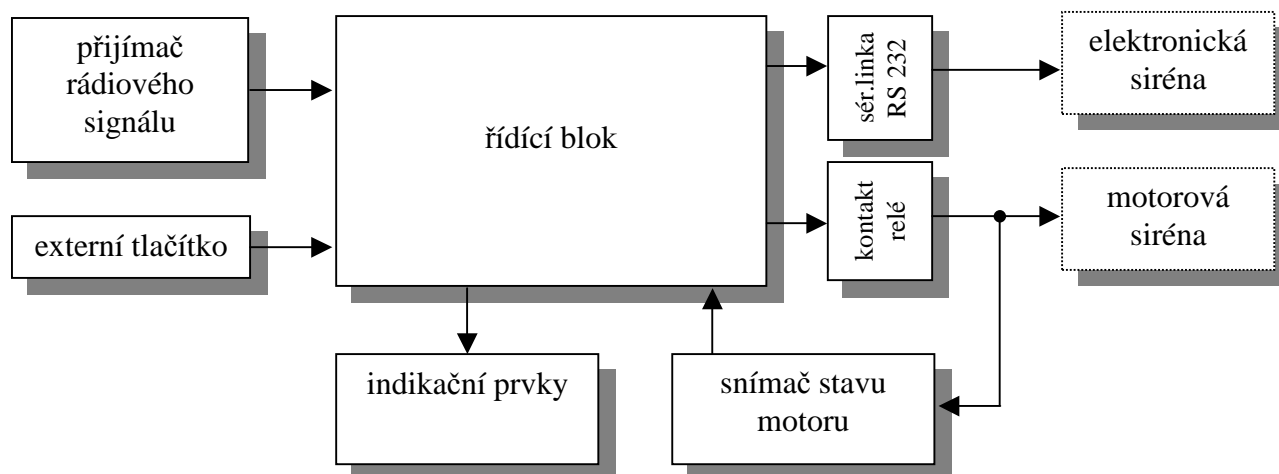 přijímač
rádiového
signálu
externí tlačítko
řídící blok
sér.linka
RS 232
kontakt
relé
elektronická
siréna
motorová
siréna
indikační prvky
snímač stavu
motoru